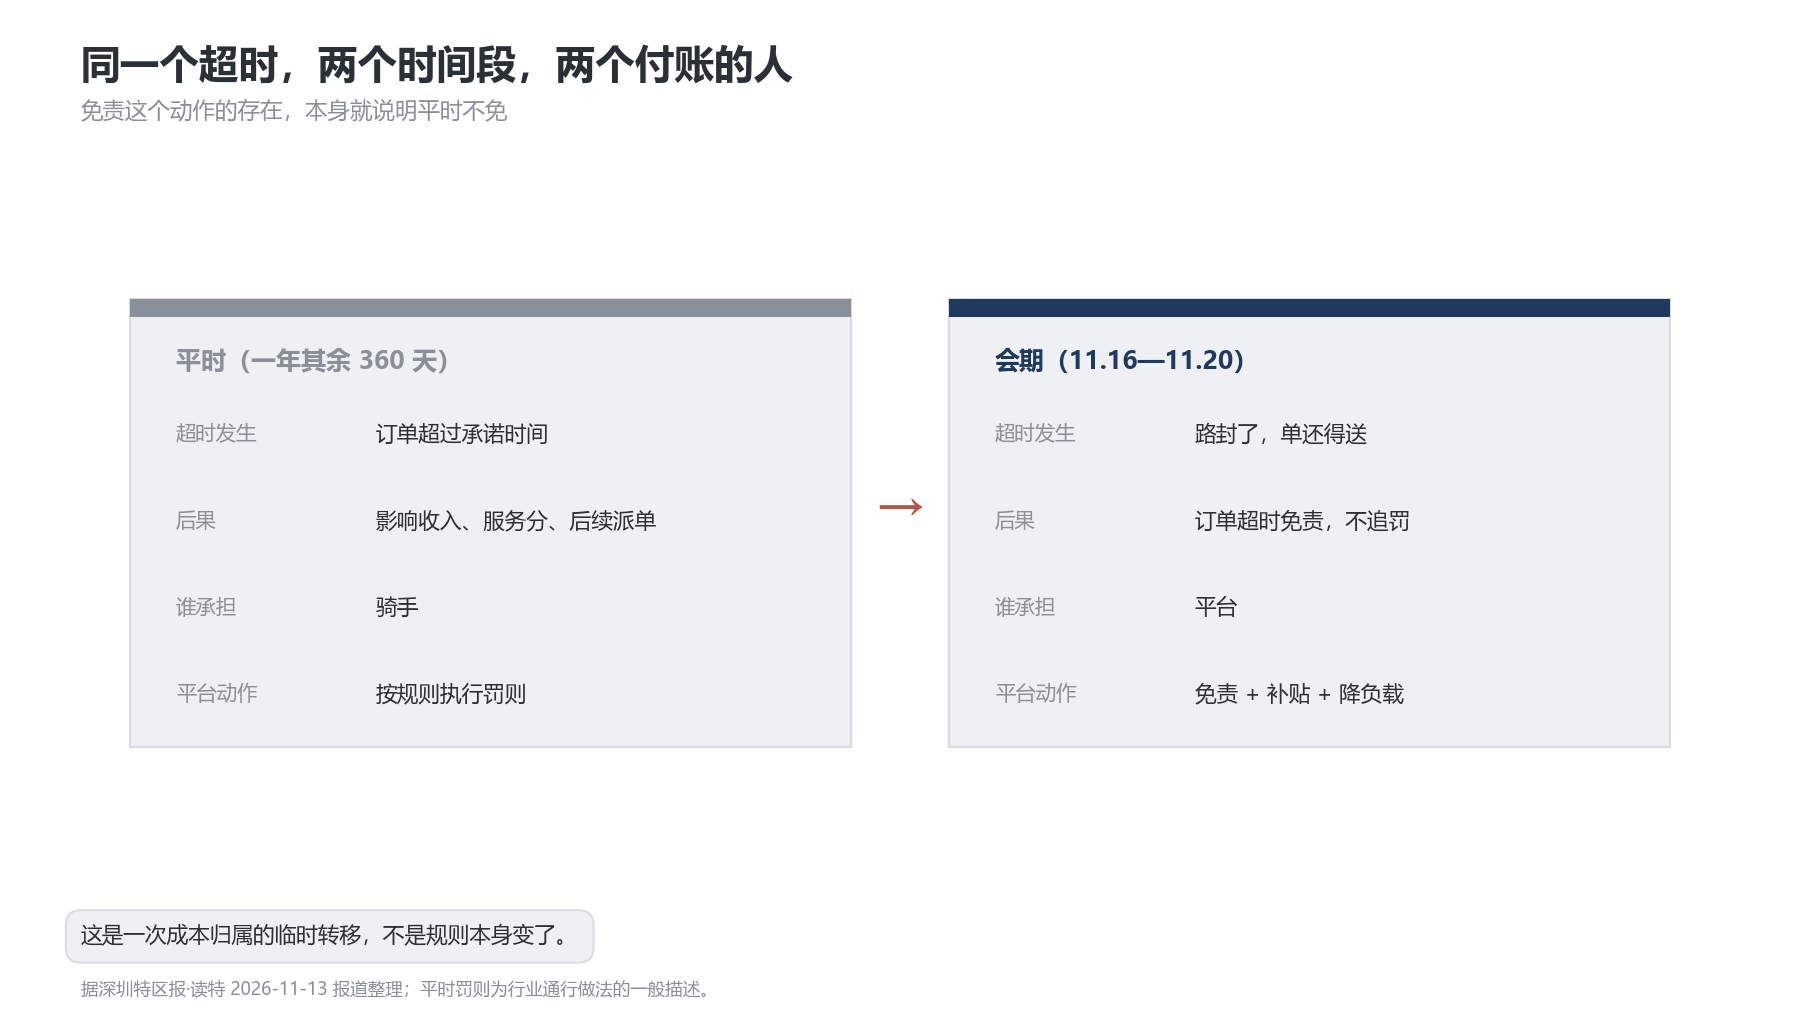 同一个超时，两个时间段，两个付账的人
免责这个动作的存在，本身就说明平时不免
平时（一年其余 360 天）
超时发生 订单超过承诺时间
后果 影响收入、服务分、后续派单
谁承担 骑手
平台动作 按规则执行罚则
→
会期（11.16—11.20）
超时发生 路封了，单还得送
后果 订单超时免责，不追罚
谁承担 平台
平台动作 免责 + 补贴 + 降负载
这是一次成本归属的临时转移，不是规则本身变了。
据深圳特区报·读特 2026-11-13 报道整理；平时罚则为行业通行做法的一般描述。